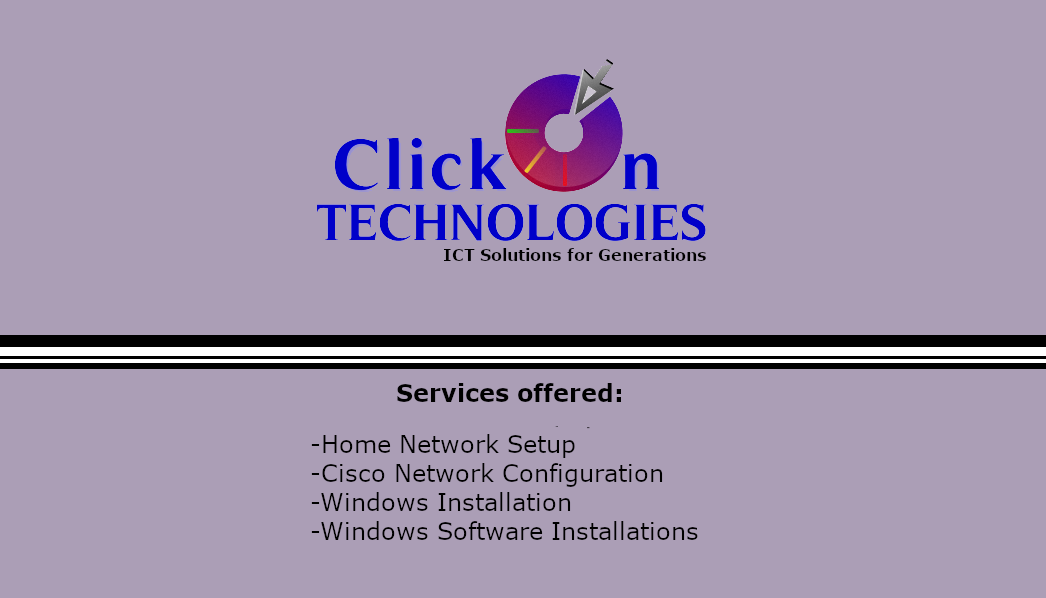 Click On
TECHNOLOGIES
ICT Solutions for Generations
Services offered:
-Home Network Setup
-Cisco Network Configuration
-Windows Installation
-Windows Software Installations